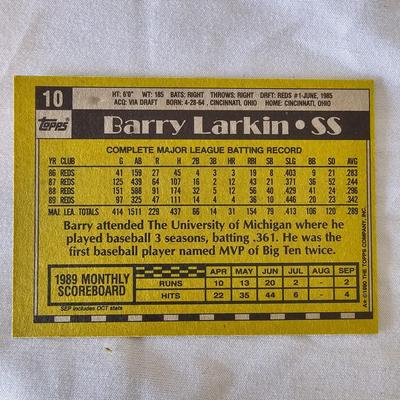 10
HT: 6'0" WT: 185 BATS: RIGHT THROWS: RIGHT DRFT: REDS #1-JUNE, 1985
ACQ: VIA DRAFT BORN: 4-28-64, CINCINNATI, OHIO HOME: CINCINNATI, OHIO
Topps
Barry Larkin • SS
COMPLETE MAJOR LEAGUE BATTING RECORD
YR CLUB G AB R H 2B 3B HR RBI SB SLG BB SO AVG
86 REDS 41 159 27 45 4 3 3 19 8 .403 9 21 .283
87 REDS 125 439 64 107 16 2 12 43 21 .371 36 52 .244
88 REDS 151 588 91 174 32 5 12 56 40 .429 41 24 .296
89 REDS 97 325 47 111 14 4 4 36 10 .446 20 23 .342
MAJ. LEA. TOTALS 414 1511 229 437 66 14 31 154 79 .413 106 120 .289
Barry attended The University of Michigan where he
played baseball 3 seasons, batting .361. He was the
first baseball player named MVP of Big Ten twice.
1989 MONTHLY
SCOREBOARD
SEP includes OCT stats
APR MAY JUN JUL AUG SEP
RUNS 10 13 20 2 - 2
HITS 22 35 44 6 - 4
© 1990 THE TOPPS COMPANY, INC.